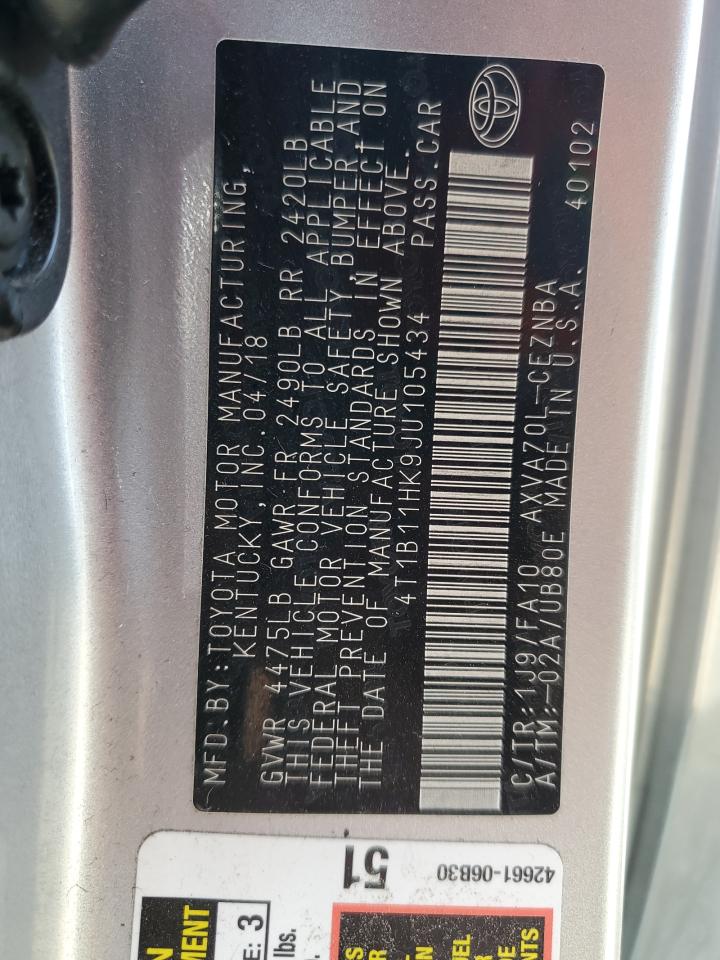 MFD.BY:TOYOTA MOTOR MANUFACTURING,
KENTUCKY, INC. 04/18
GVWR 4475LB GAWR FR 2490LB RR 2420LB
THIS VEHICLE CONFORMS TO ALL APPLICABLE
FEDERAL MOTOR VEHICLE SAFETY, BUMPER, AND
THEFT PREVENTION STANDARDS IN EFFECT ON
THE DATE OF MANUFACTURE SHOWN ABOVE.
4T1B11HK9JU105434 PASS.CAR
C/TR:1J9/FA10 AXVA70L-CEZNBA
A/TM:-02A/UB80E MADE IN U.S.A. 40102
42661-06B30
51
MENT
E: 3
lbs.